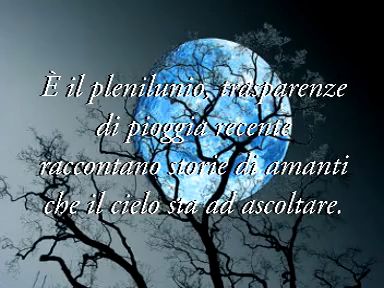 È il plenilunio, trasparenze
di pioggia recente
raccontano storie di amanti
che il cielo sta ad ascoltare.